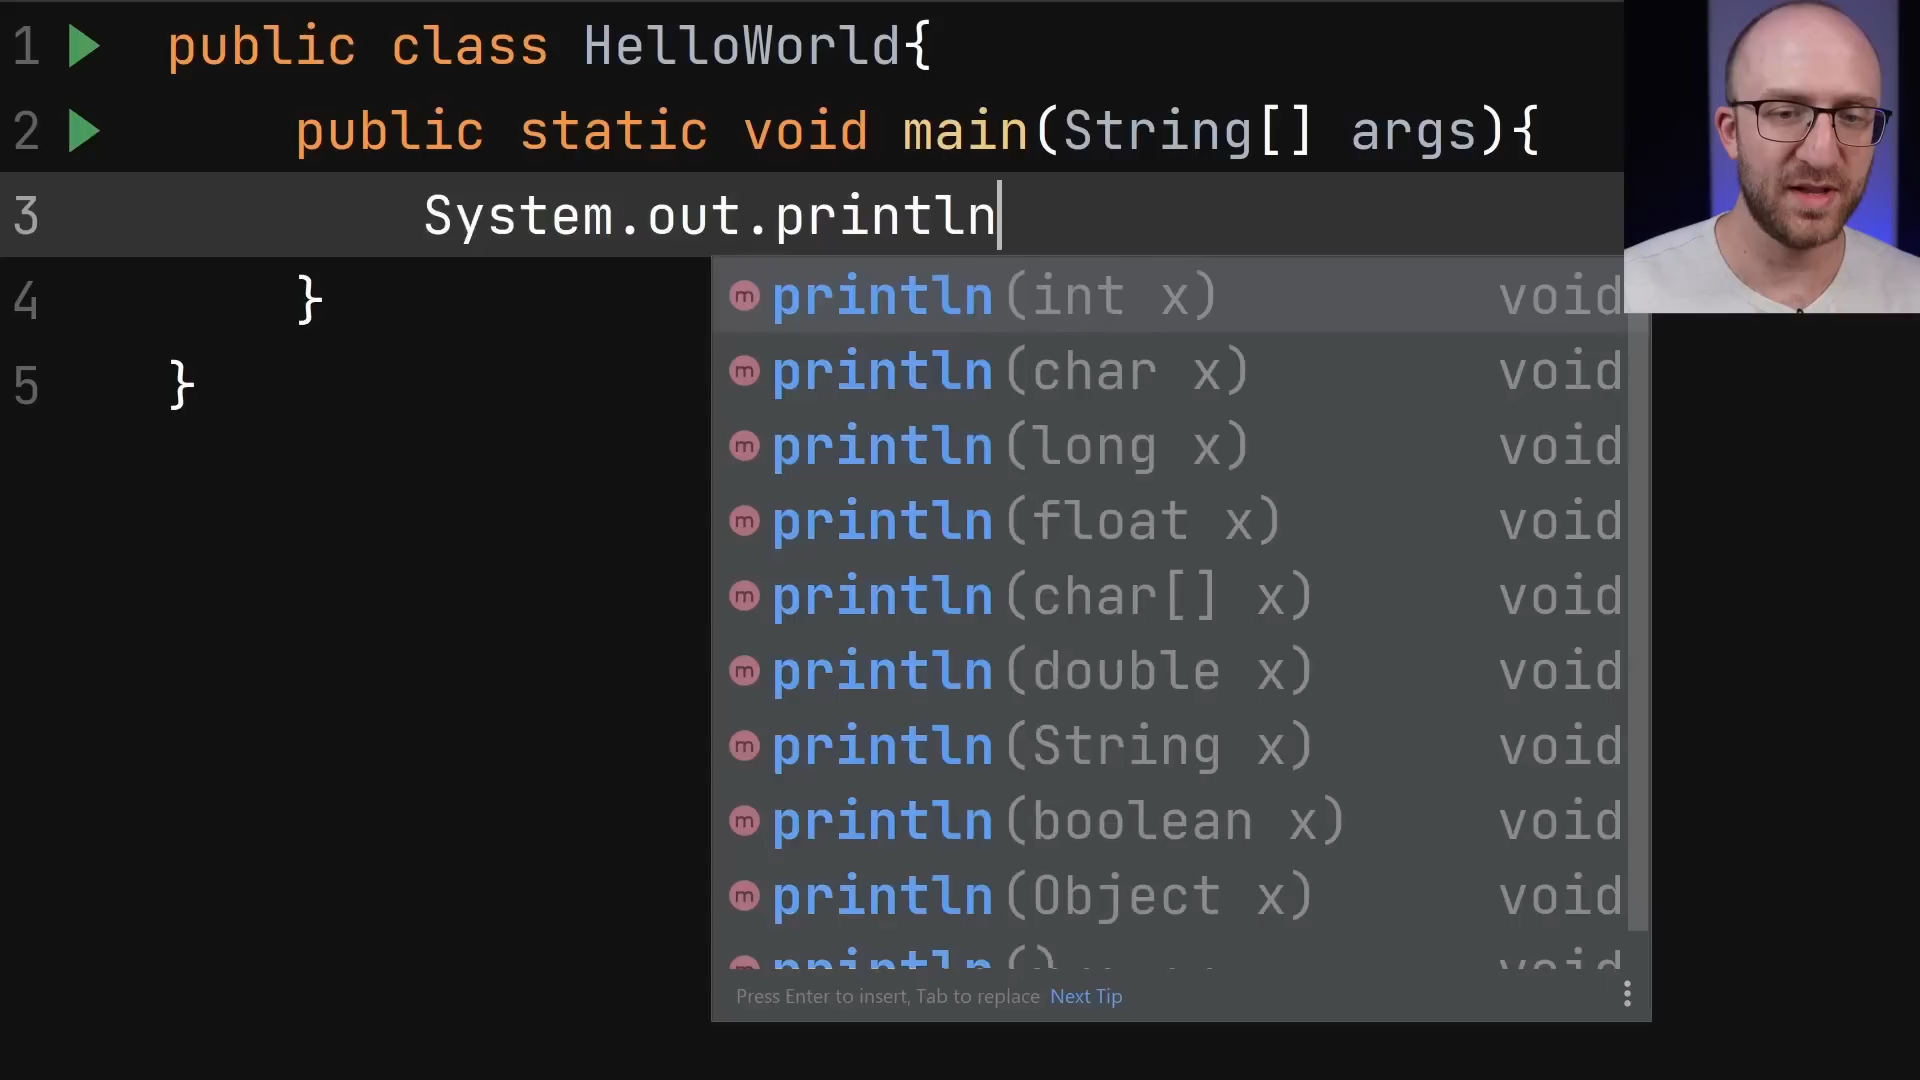 1 public class HelloWorld{
2 public static void main(String[] args){
3 System.out.println
4 }
5 }
m println(int x) void
m println(char x) void
m println(long x) void
m println(float x) void
m println(char[] x) void
m println(double x) void
m println(String x) void
m println(boolean x) void
m println(Object x) void
m println() void
Press Enter to insert, Tab to replace Next Tip